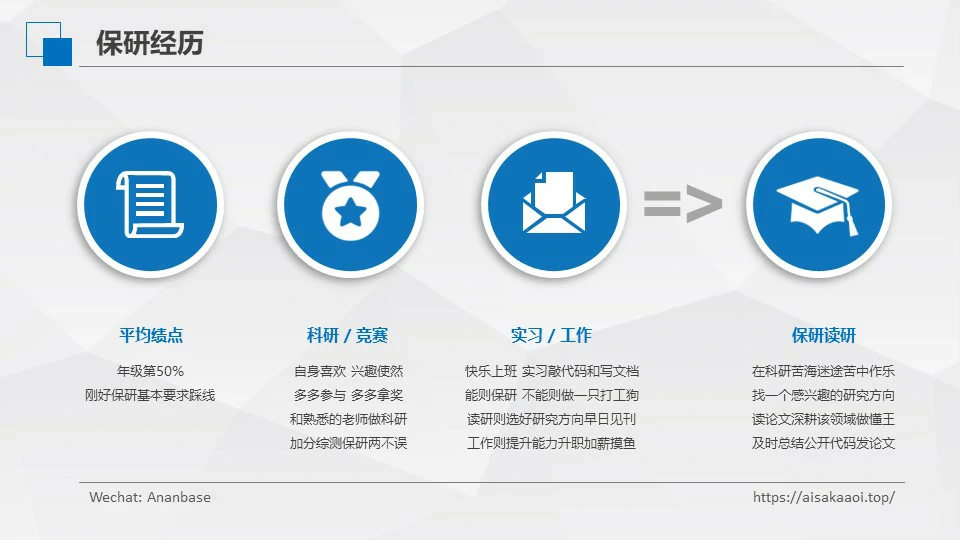 保研经历
=>
平均绩点
年级第50%
刚好保研基本要求踩线
科研 / 竞赛
自身喜欢 兴趣使然
多多参与 多多拿奖
和熟悉的老师做科研
加分综测保研两不误
实习 / 工作
快乐上班 实习敲代码和写文档
能则保研 不能则做一只打工狗
读研则选好研究方向早日见刊
工作则提升能力升职加薪摸鱼
保研读研
在科研苦海迷途苦中作乐
找一个感兴趣的研究方向
读论文深耕该领域做懂王
及时总结公开代码发论文
Wechat: Ananbase
https://aisakaaoi.top/